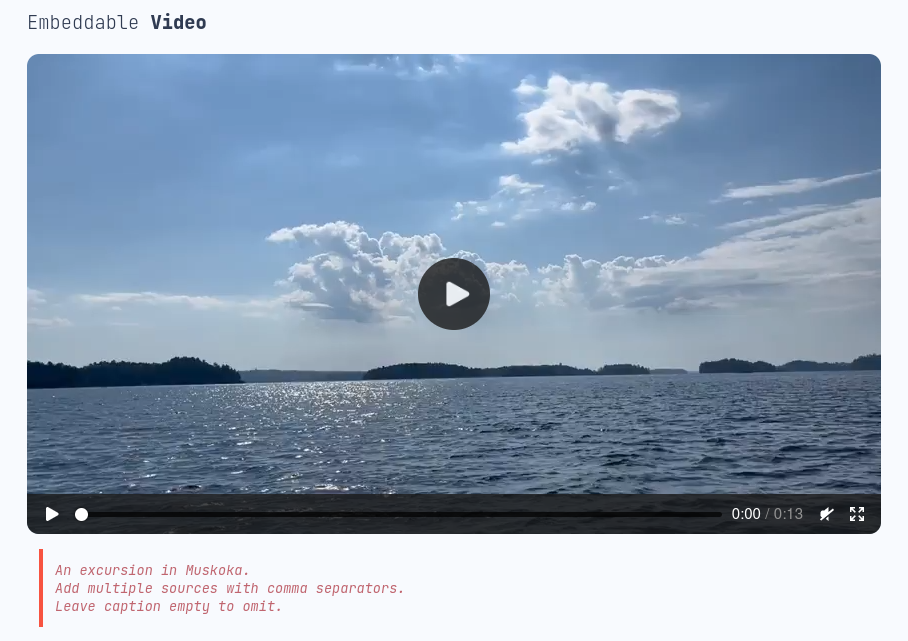 Embeddable Video
0:00 / 0:13
An excursion in Muskoka.
Add multiple sources with comma separators.
Leave caption empty to omit.